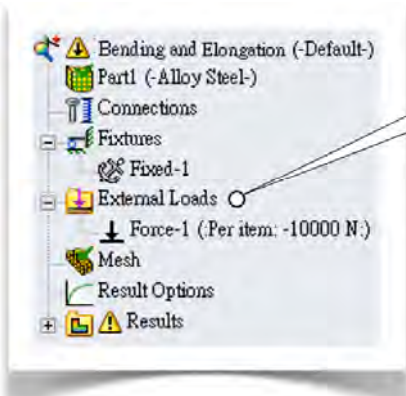 Bending and Elongation (-Default-)
Part1 (-Alloy Steel-)
Connections
Fixtures
Fixed-1
External Loads
Force-1 (:Per item: -10000 N:)
Mesh
Result Options
Results